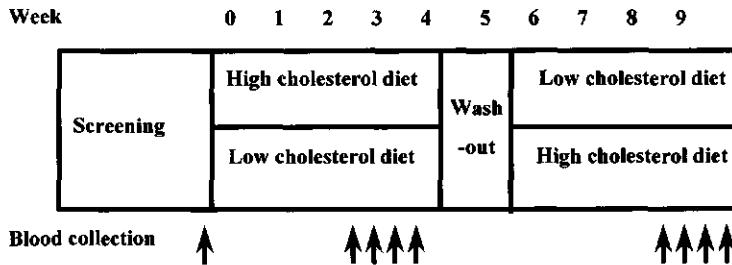 Week 0 1 2 3 4 5 6 7 8 9
High cholesterol diet
Low cholesterol diet
Screening
Wash
-out
Low cholesterol diet
High cholesterol diet
Blood collection